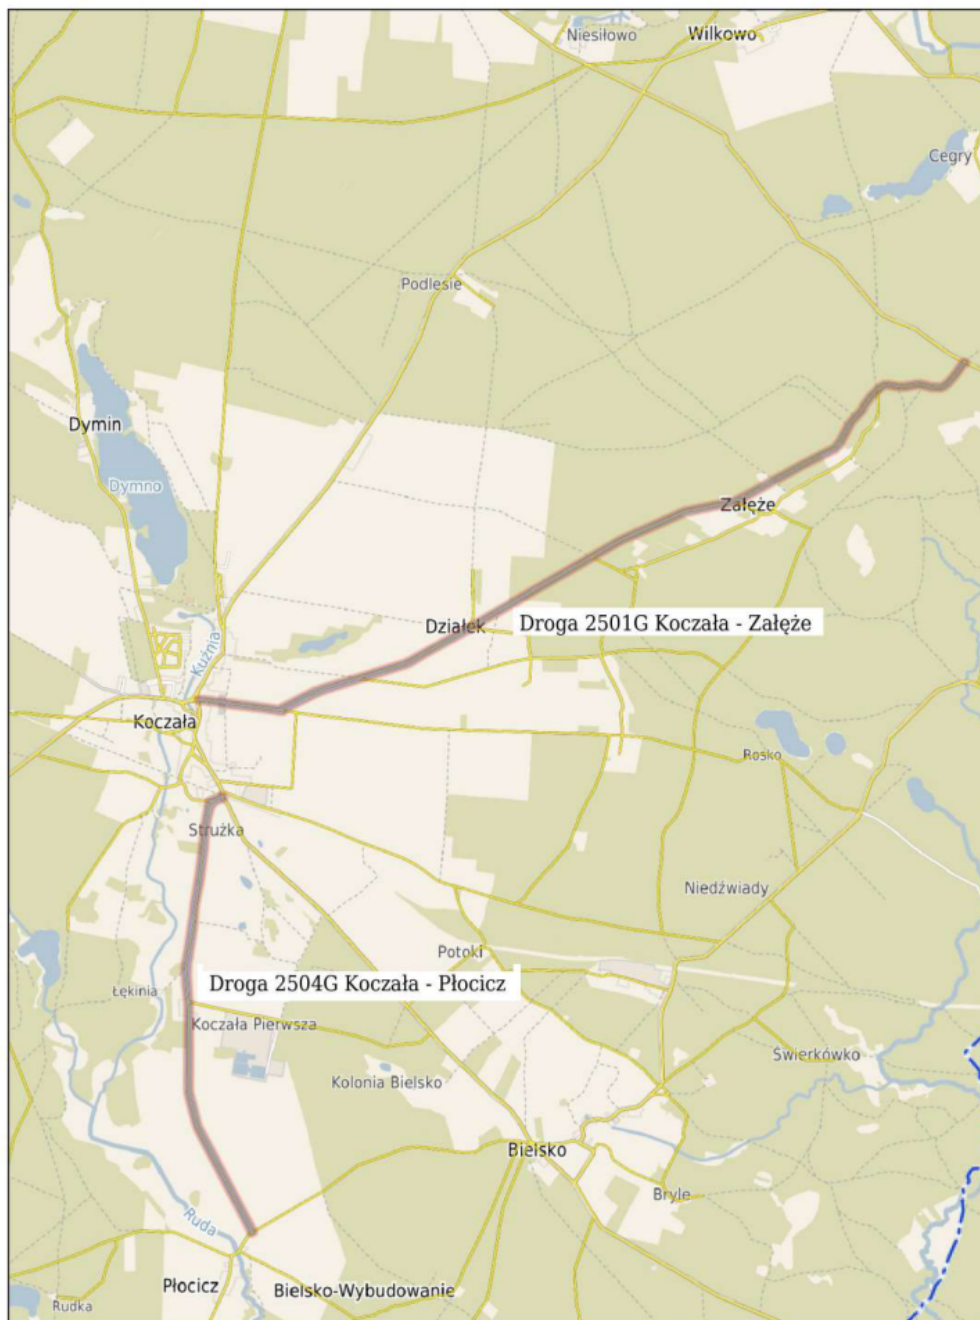 Niesiłowo
Wilkowo
Cegry
Podlesie
Dymin
Dymno
Załęże
Działek
Droga 2501G Koczała - Załęże
Kuźnia
Koczała
Rosko
Strużka
Niedźwiady
Potoki
Droga 2504G Koczała - Płocicz
Łękinia
Koczała Pierwsza
Świerkówko
Kolonia Bielsko
Bielsko
Bryle
Ruda
Płocicz
Bielsko-Wybudowanie
Rudka